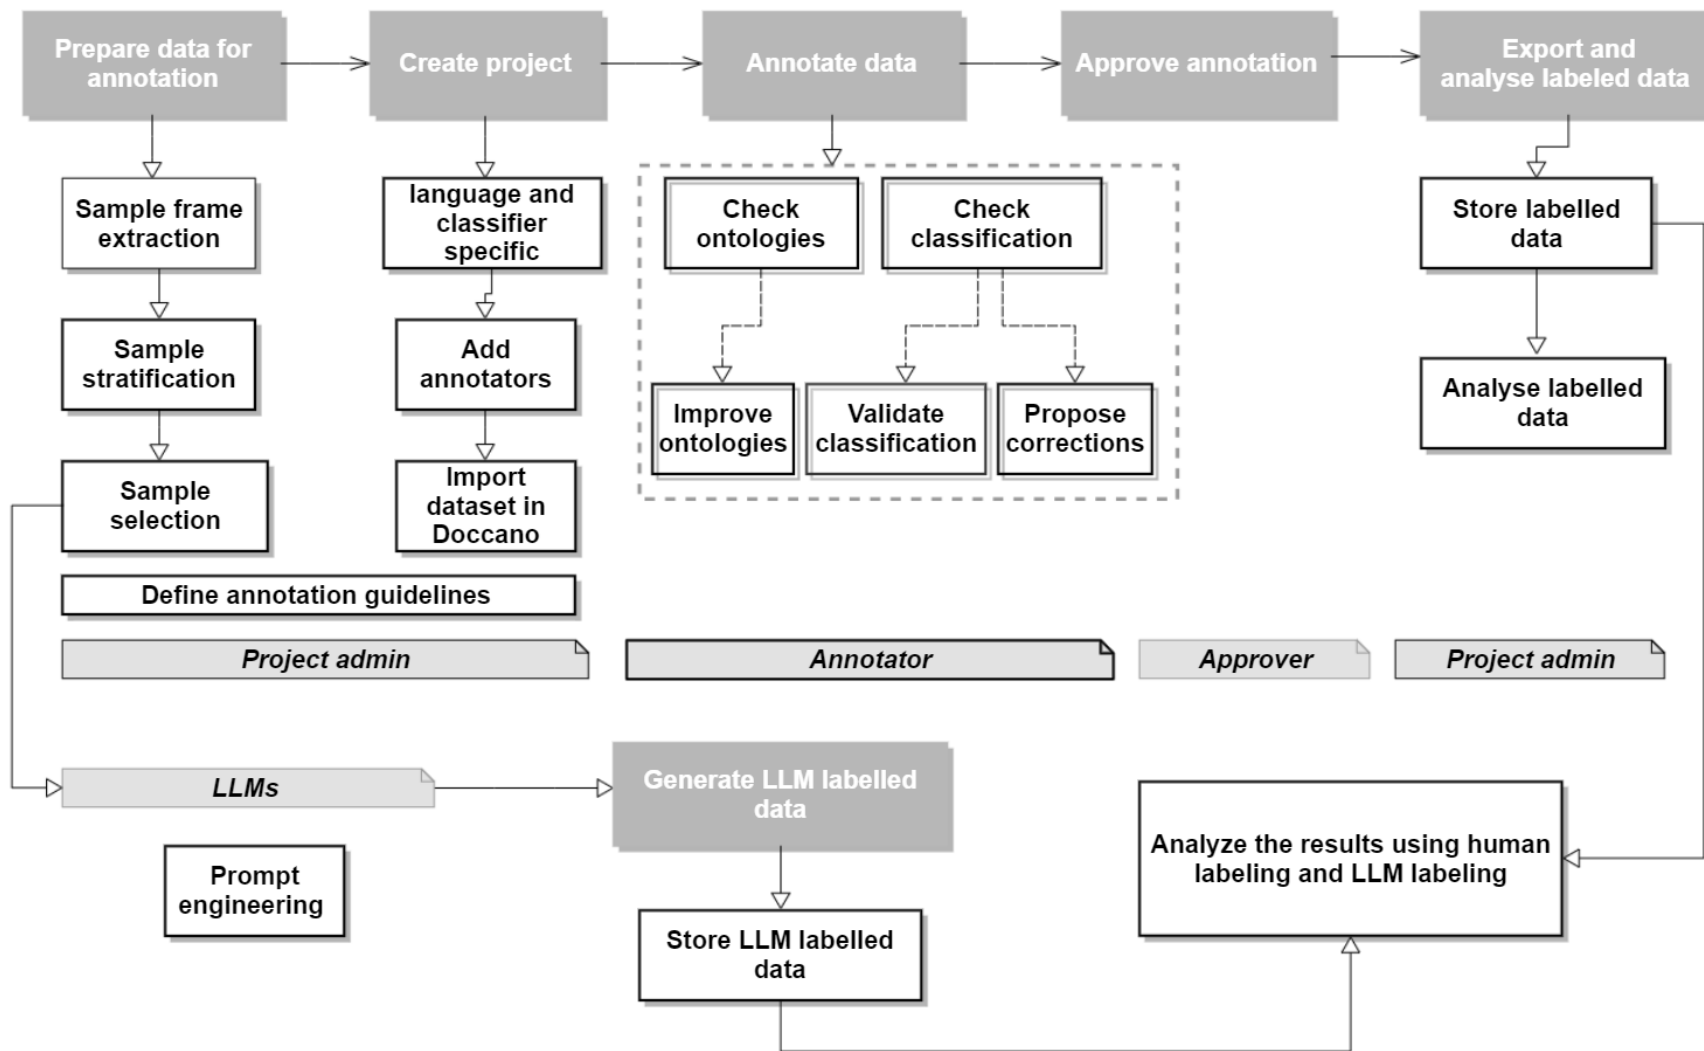 Prepare data for
annotation
Create project
Annotate data
Approve annotation
Export and
analyse labeled data
Sample frame
extraction
language and
classifier
specific
Check
ontologies
Check
classification
Store labelled
data
Sample
stratification
Add
annotators
Improve
ontologies
Validate
classification
Propose
corrections
Analyse labelled
data
Sample
selection
Import
dataset in
Doccano
Define annotation guidelines
Project admin
Annotator
Approver
Project admin
LLMs
Generate LLM labelled
data
Prompt
engineering
Store LLM labelled
data
Analyze the results using human
labeling and LLM labeling